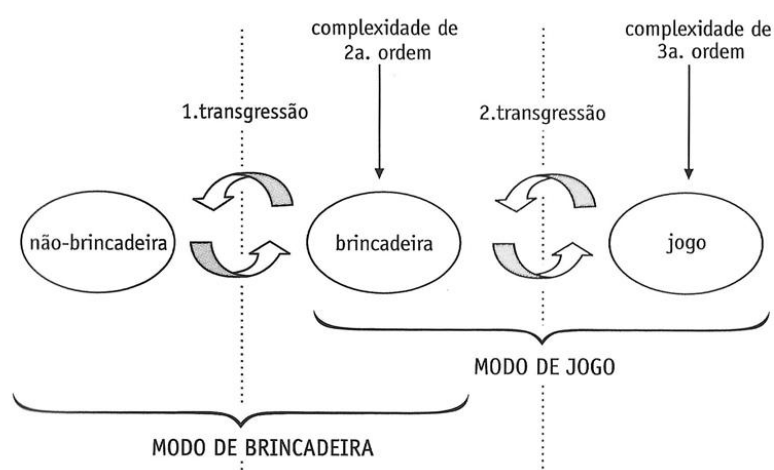 complexidade de
2a. ordem
complexidade de
3a. ordem
1.transgressão
2.transgressão
não-brincadeira
brincadeira
jogo
MODO DE JOGO
MODO DE BRINCADEIRA